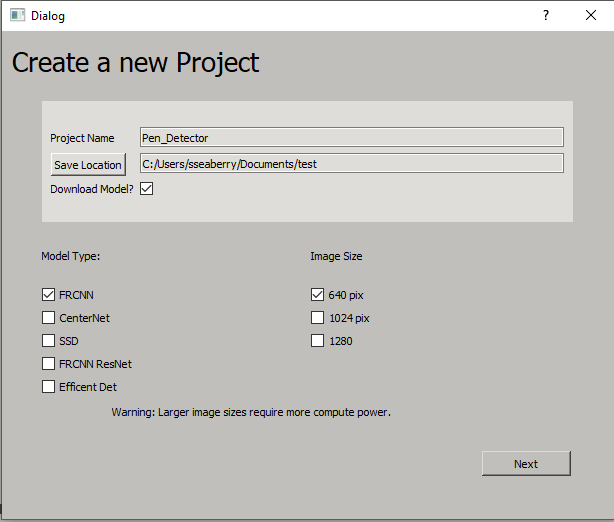 Dialog
?
Create a new Project
Project Name Pen_Detector
Save Location C:/Users/sseaberry/Documents/test
Download Model?
Model Type: Image Size
FRCNN 640 pix
CenterNet 1024 pix
SSD 1280
FRCNN ResNet
Efficent Det
Warning: Larger image sizes require more compute power.
Next